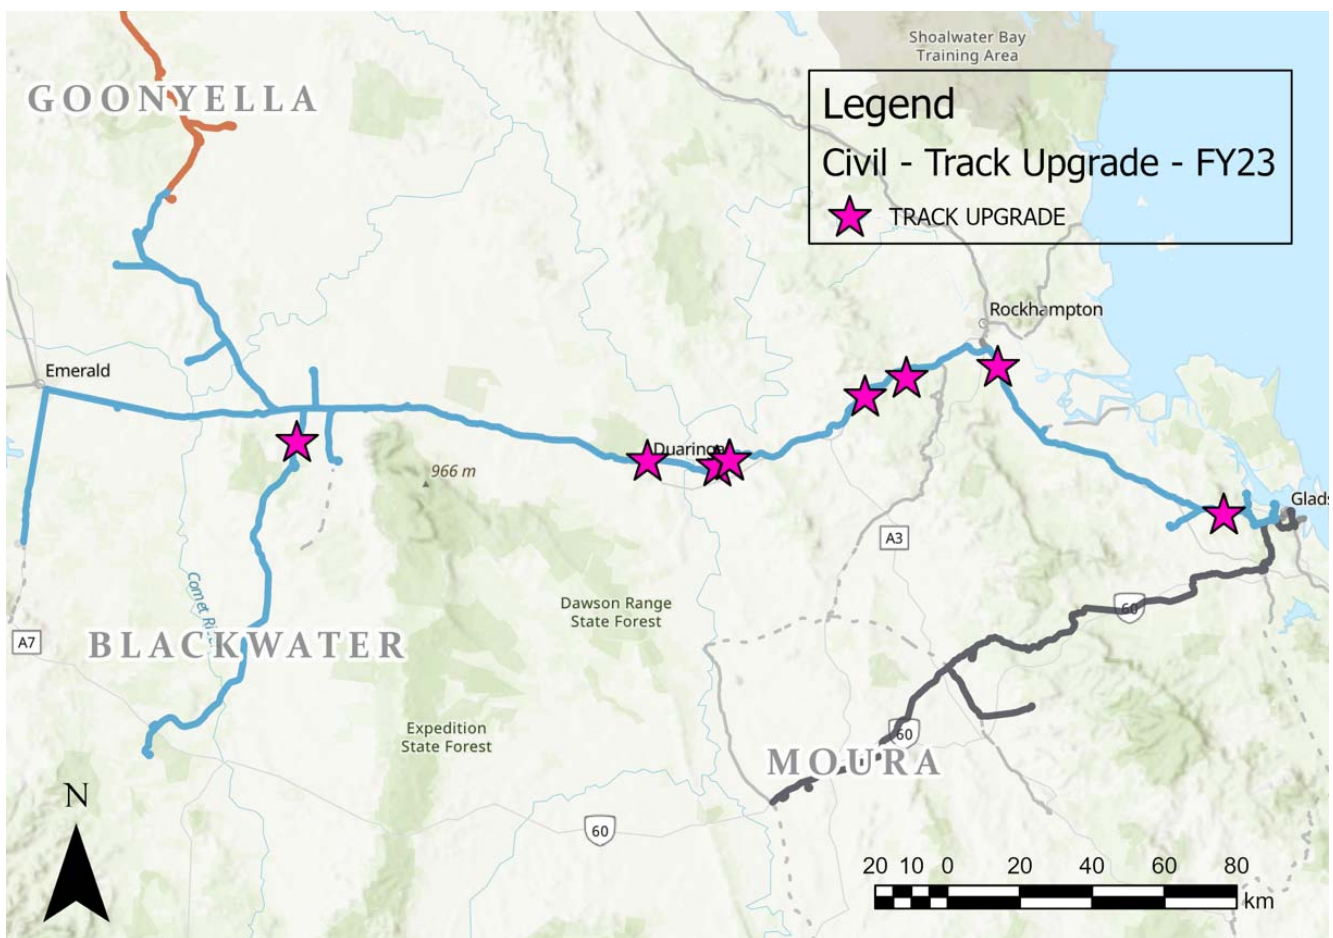 Shoalwater Bay
Training Area
GOONYELLA
Legend
Civil - Track Upgrade - FY23
TRACK UPGRADE
Rockhampton
Emerald
Duaringa
966 m
Glads
A3
Comet Riv
Dawson Range
State Forest
60
A7
BLACKWATER
Expedition
State Forest
60
MOURA
N
60
20 10 0 20 40 60 80
km